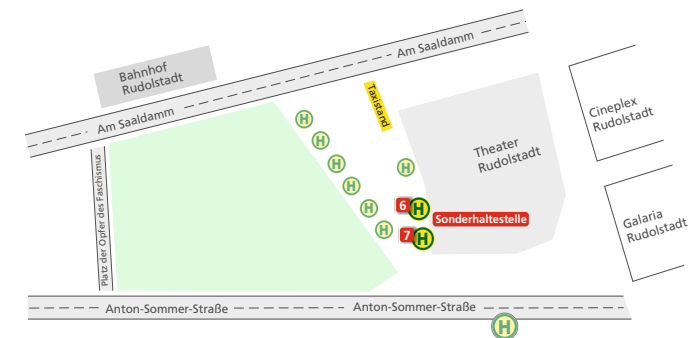 Am Saaldamm
Bahnhof
Rudolstadt
Am Saaldamm
Taxistand
Cineplex
Rudolstadt
Theater
Rudolstadt
Platz der Opfer des Faschismus
H
H
H
H
H
H
H
6 H
Sonderhaltestelle
7 H
Galaria
Rudolstadt
Anton-Sommer-Straße
Anton-Sommer-Straße
H